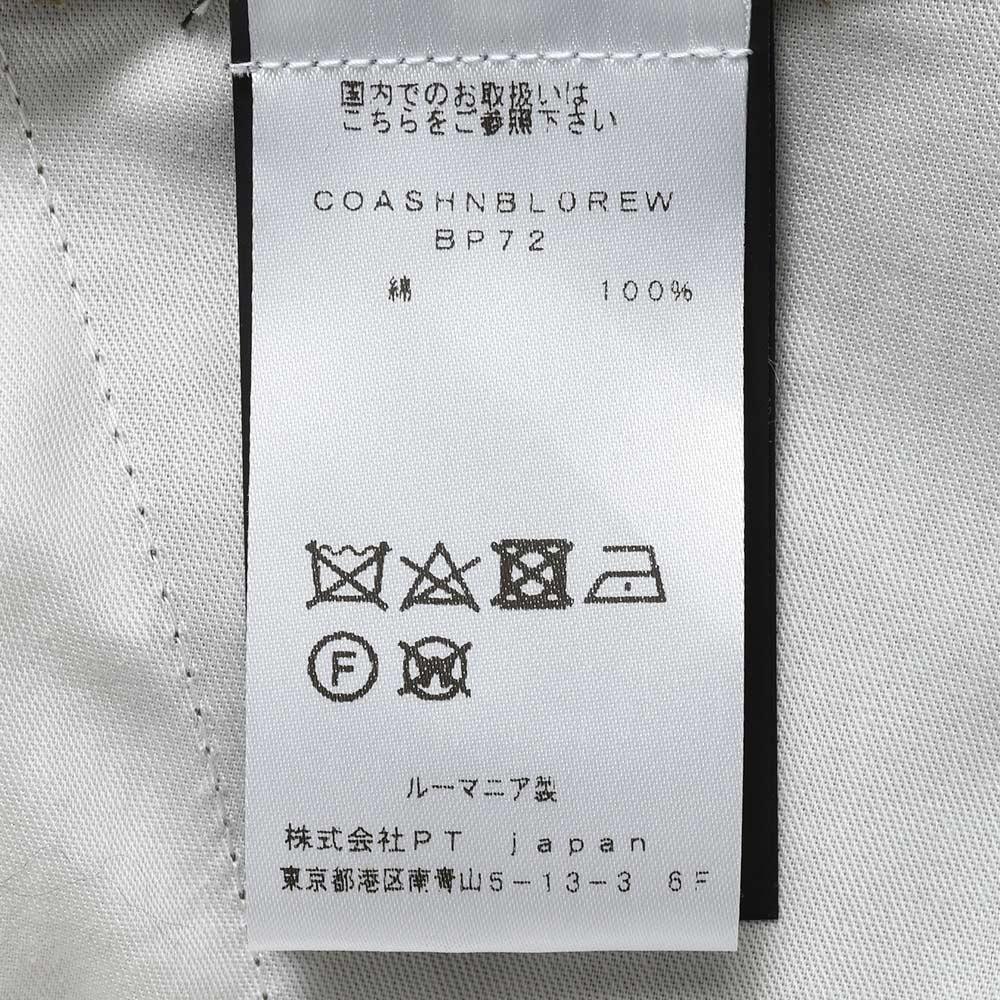 国内でのお取扱いは
こちらをご参照下さい
COASHNBL0REW
BP72
綿 100%
F
W
ルーマニア製
株式会社PT japan
東京都港区南青山5-13-3 6F